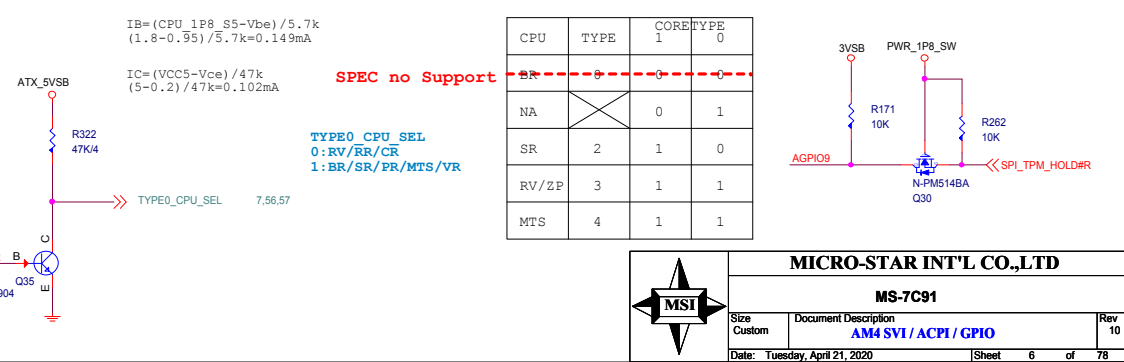 IB=(CPU_1P8_S5-Vbe)/5.7k
(1.8-0.95)/5.7k=0.149mA
IC=(VCC5-Vce)/47k
(5-0.2)/47k=0.102mA
SPEC no Support
ATX_5VSB
R322
47K/4
TYPE0_CPU_SEL
0:RV/RR/CR
1:BR/SR/PR/MTS/VR
TYPE0_CPU_SEL 7,56,57
C
B
Q35
E
904
CPU TYPE CORETYPE
1 0
BR 0 0 0
NA 0 1
SR 2 1 0
RV/ZP 3 1 1
MTS 4 1 1
3VSB PWR_1P8_SW
R171
10K
R262
10K
AGPIO9
SPI_TPM_HOLD#R
N-PM514BA
Q30
MSI
MICRO-STAR INT'L CO.,LTD
MS-7C91
Size Document Description Rev
Custom AM4 SVI / ACPI / GPIO 10
Date: Tuesday, April 21, 2020 Sheet 6 of 78